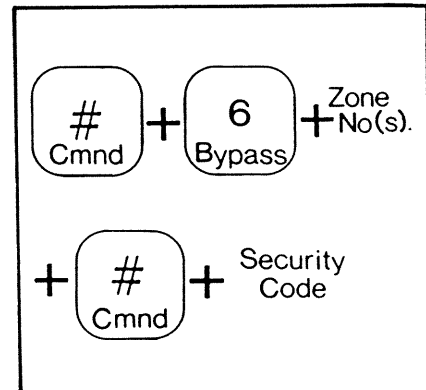 # + 6 + Zone
Cmnd Bypass No(s).
+ # + Security
Cmnd Code